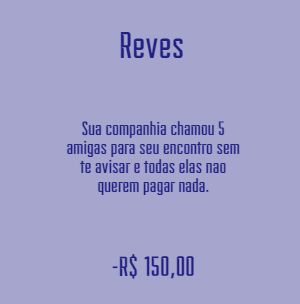 Reves
Sua companhia chamou 5
amigas para seu encontro sem
te avisar e todas elas nao
querem pagar nada.
-R$ 150,00